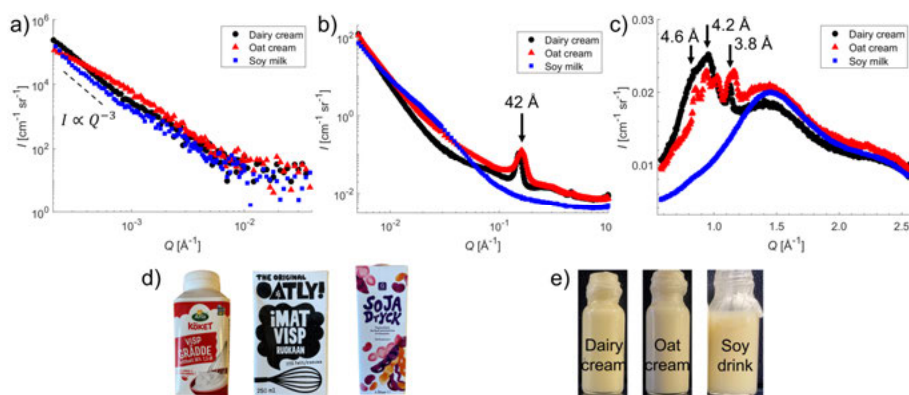 a)
10^6
10^4
10^2
10^0
I [cm^-1 sr^-1]
Dairy cream
Oat cream
Soy milk
I ∝ Q^-3
10^-3
10^-2
Q [Å^-1]
b)
10^2
10^0
10^-2
I [cm^-1 sr^-1]
Dairy cream
Oat cream
Soy milk
42 Å
10^-2
10^-1
10
Q [Å^-1]
c)
0.03
0.02
0.01
I [cm^-1 sr^-1]
4.6 Å
4.2 Å
3.8 Å
Dairy cream
Oat cream
Soy milk
1.0
1.5
2.0
2.5
Q [Å^-1]
d)
KÖKET
VISP
GRÄDDE
THE ORIGINAL
OATLY!
iMAT
VISP
RUOKAAN
250 ml
SOJA
DRYCK
e)
Dairy
cream
Oat
cream
Soy
drink